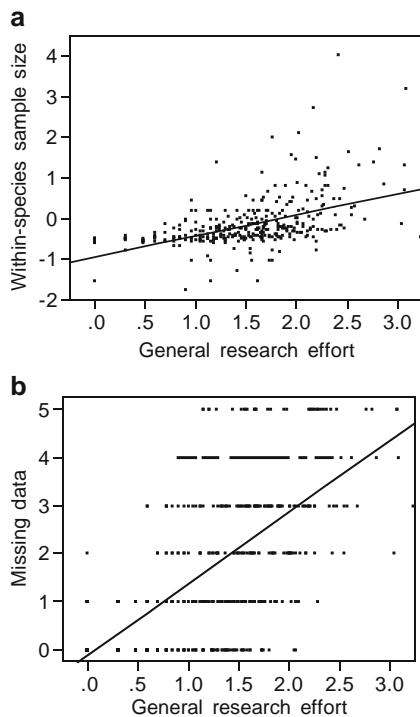 a
Within-species sample size
4
3
2
1
0
-1
-2
.0 .5 1.0 1.5 2.0 2.5 3.0
General research effort
b
Missing data
5
4
3
2
1
0
.0 .5 1.0 1.5 2.0 2.5 3.0
General research effort